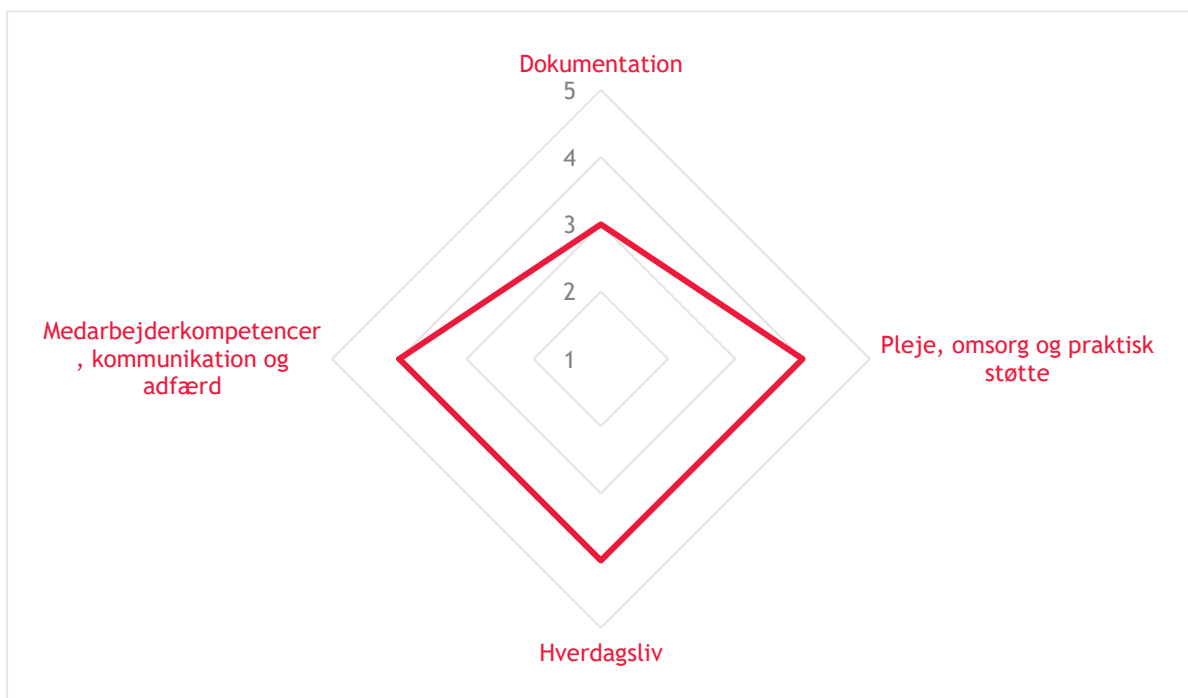 Dokumentation
5
4
3
2
1
Medarbejderkompetencer
, kommunikation og
adfærd
Pleje, omsorg og praktisk
støtte
Hverdagsliv